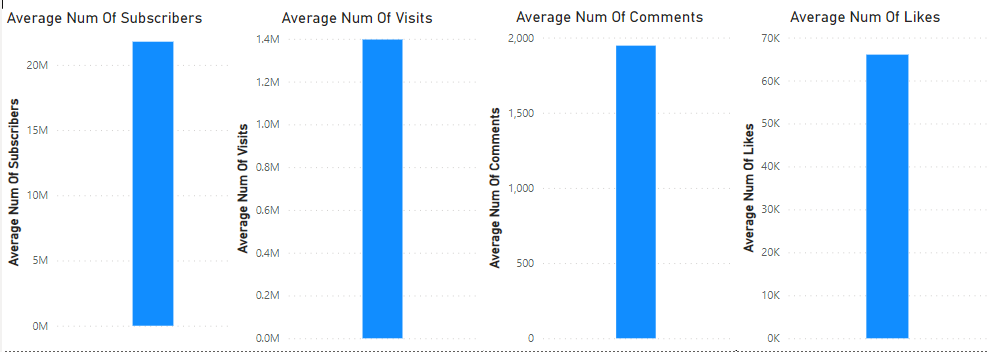 Average Num Of Subscribers
Average Num Of Subscribers
20M
15M
10M
5M
0M
Average Num Of Visits
Average Num Of Visits
1.4M
1.2M
1.0M
0.8M
0.6M
0.4M
0.2M
0.0M
Average Num Of Comments
Average Num Of Comments
2,000
1,500
1,000
500
0
Average Num Of Likes
Average Num Of Likes
70K
60K
50K
40K
30K
20K
10K
0K